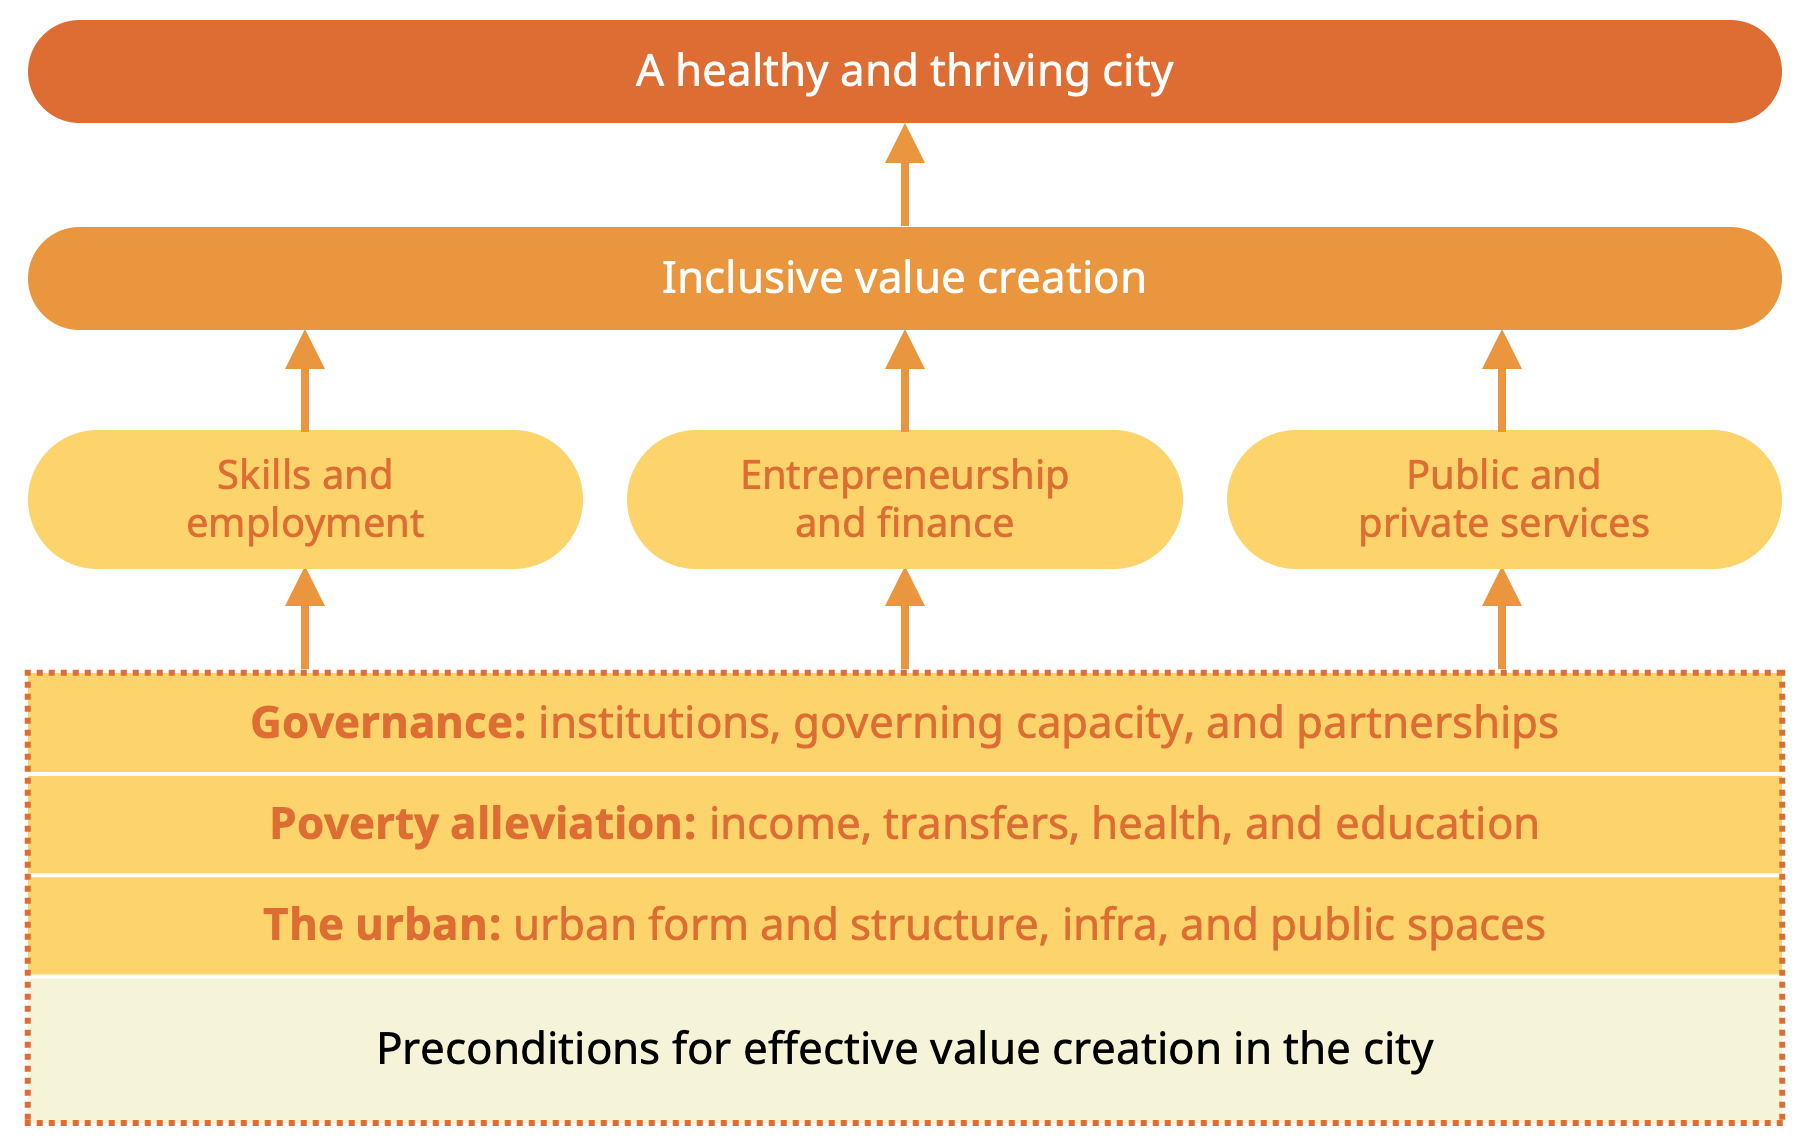 A healthy and thriving city
Inclusive value creation
Skills and
employment
Entrepreneurship
and finance
Public and
private services
Governance: institutions, governing capacity, and partnerships
Poverty alleviation: income, transfers, health, and education
The urban: urban form and structure, infra, and public spaces
Preconditions for effective value creation in the city